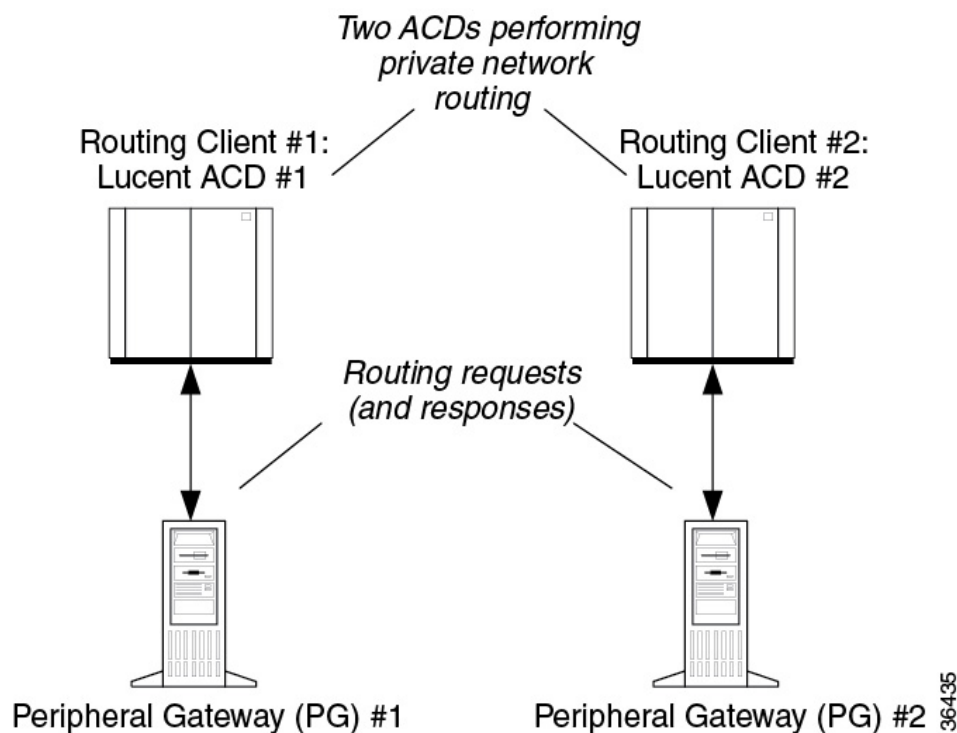 Two ACDs performing
private network
routing
Routing Client #1:
Lucent ACD #1
Routing Client #2:
Lucent ACD #2
Routing requests
(and responses)
Peripheral Gateway (PG) #1
Peripheral Gateway (PG) #2
36435